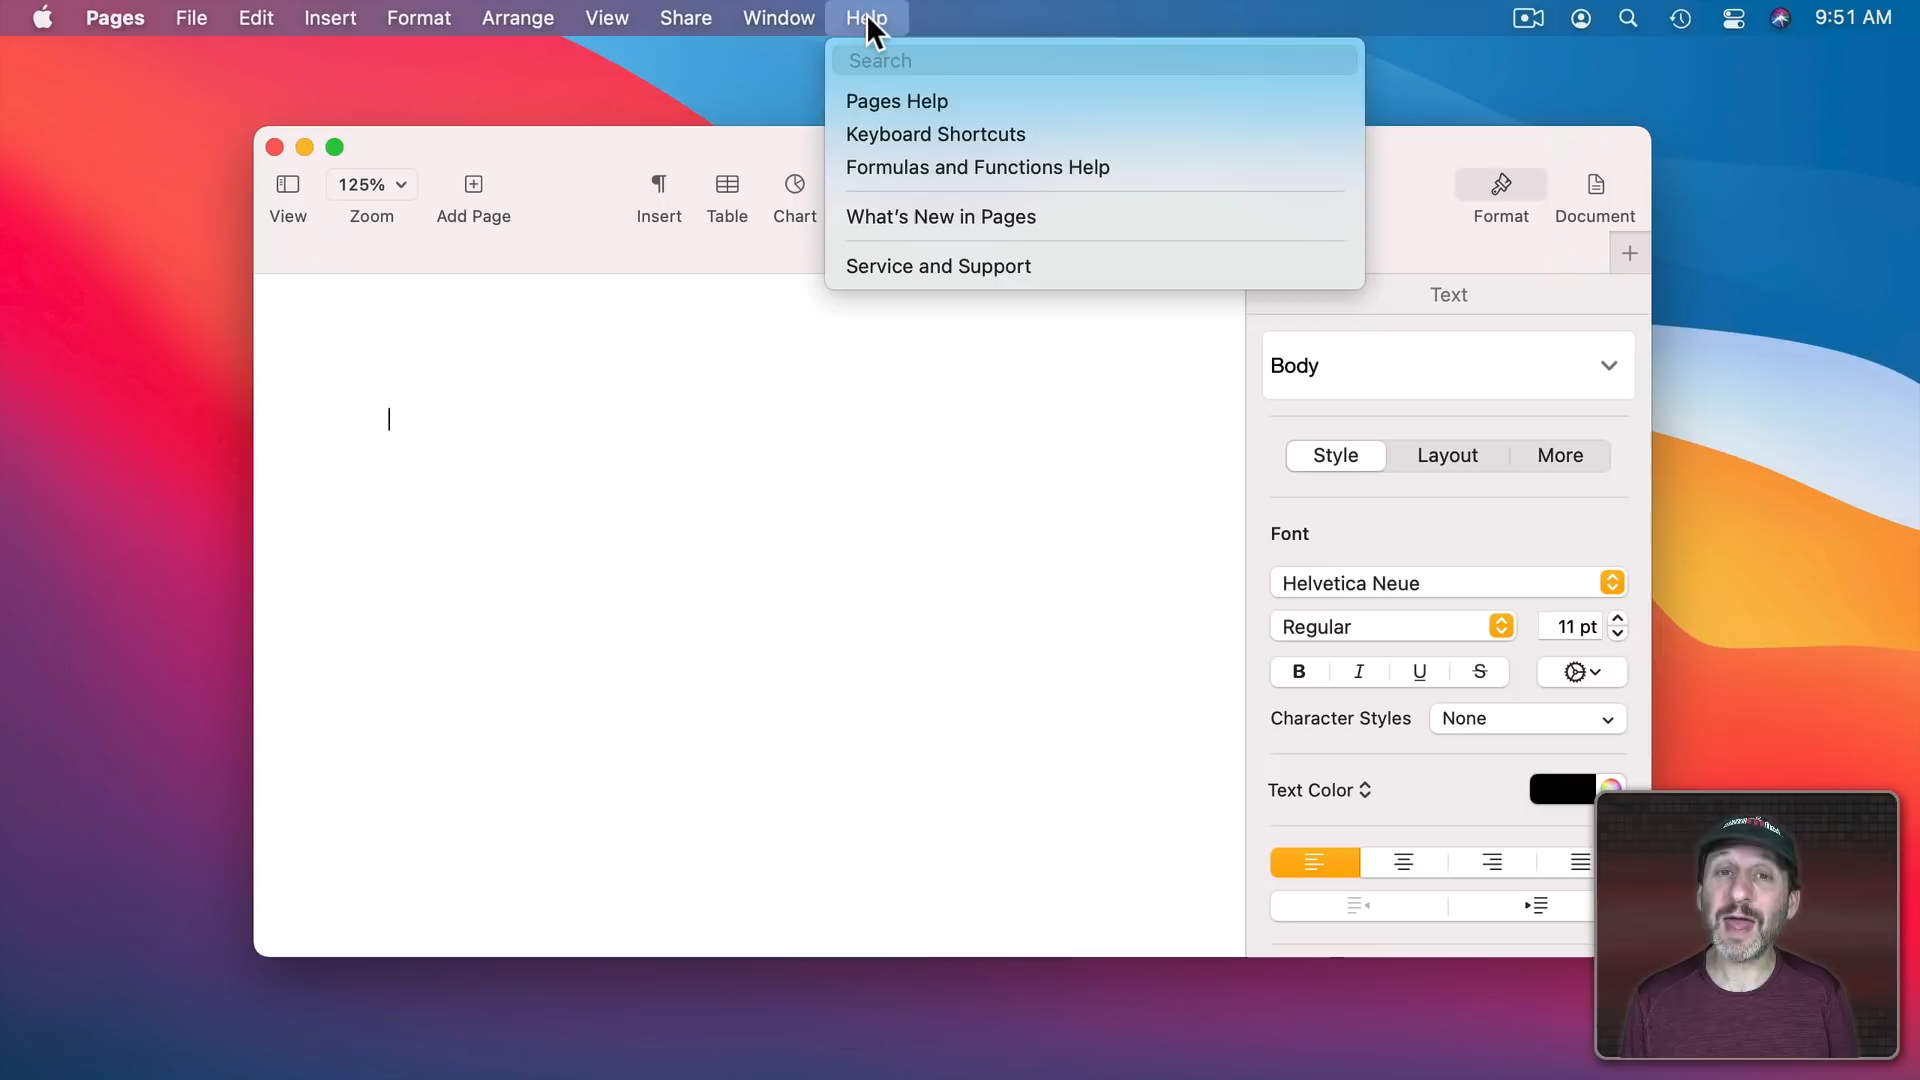 Pages File Edit Insert Format Arrange View Share Window Help 9:51 AM
Search
Pages Help
Keyboard Shortcuts
Formulas and Functions Help
What's New in Pages
Service and Support
125%
View Zoom Add Page Insert Table Chart Format Document
Text
Body
Style Layout More
Font
Helvetica Neue
Regular 11 pt
B I U S
Character Styles None
Text Color